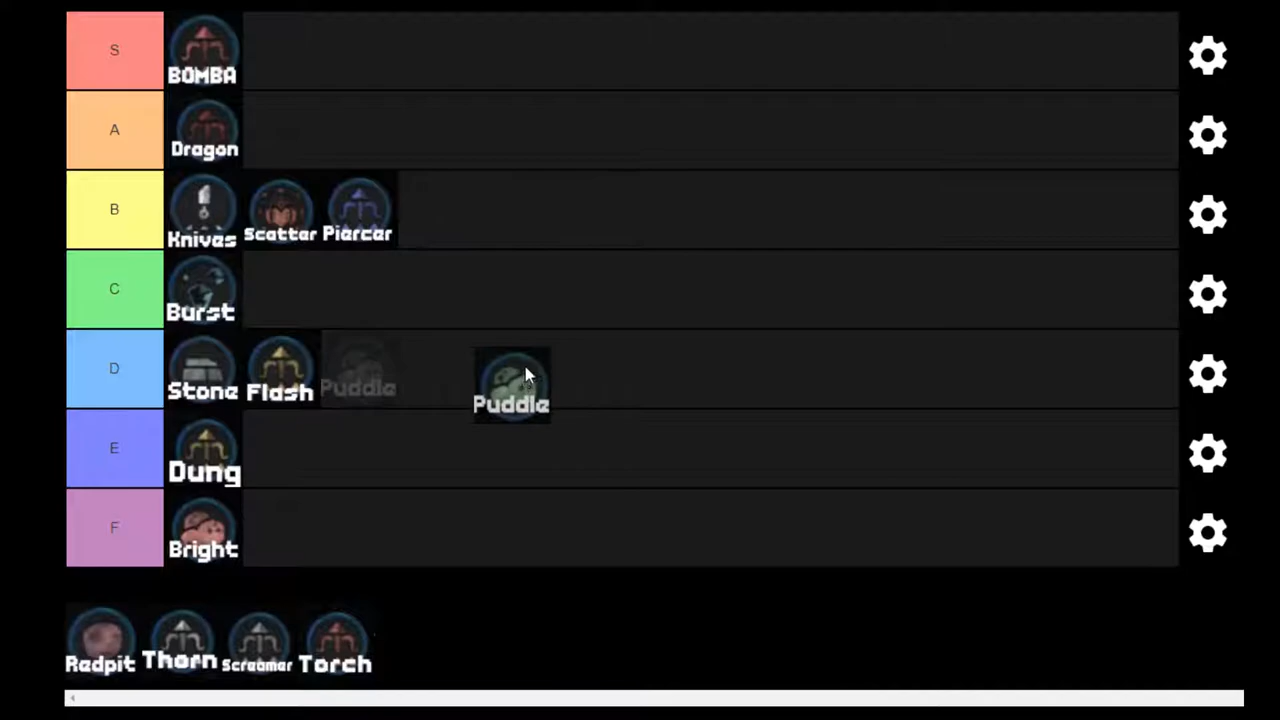 S
BOMBA
A
Dragon
B
Knives
Scatter
Piercer
C
Burst
D
Stone
Flash
Puddle
Puddle
E
Dung
F
Bright
Redpit
Thorn
Screamer
Torch